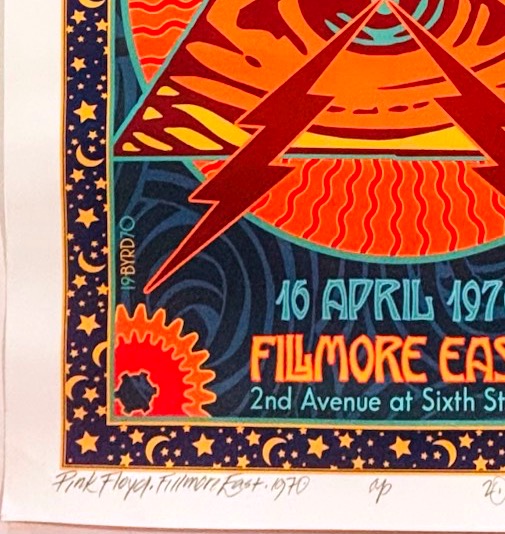 19BYRD70
16 APRIL 197
FILLMORE EAS
2nd Avenue at Sixth St
Pink Floyd. Fillmore East. 1970 ap